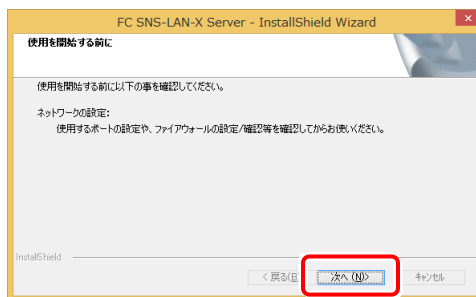 FC SNS-LAN-X Server - InstallShield Wizard
使用を開始する前に
使用を開始する前に以下の事を確認してください。
ネットワークの設定:
使用するポートの設定や、ファイアウォールの設定/確認等を確認してからお使いください。
InstallShield
< 戻る(B 次へ (N)> キャンセル